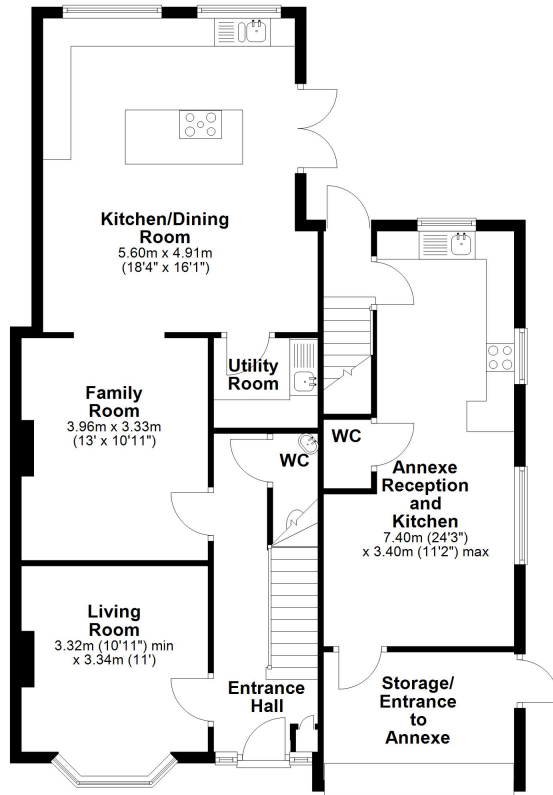 Kitchen/Dining
Room
5.60m x 4.91m
(18'4" x 16'1")
Utility
Room
Family
Room
3.96m x 3.33m
(13' x 10'11")
WC
WC
Annexe
Reception
and
Kitchen
7.40m (24'3")
x 3.40m (11'2") max
Living
Room
3.32m (10'11") min
x 3.34m (11')
Entrance
Hall
Storage/
Entrance
to
Annexe